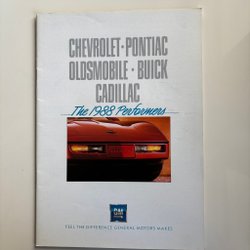 CHEVROLET • PONTIAC
OLDSMOBILE • BUICK
CADILLAC
The 1988 Performers
FEEL THE DIFFERENCE GENERAL MOTORS MAKES